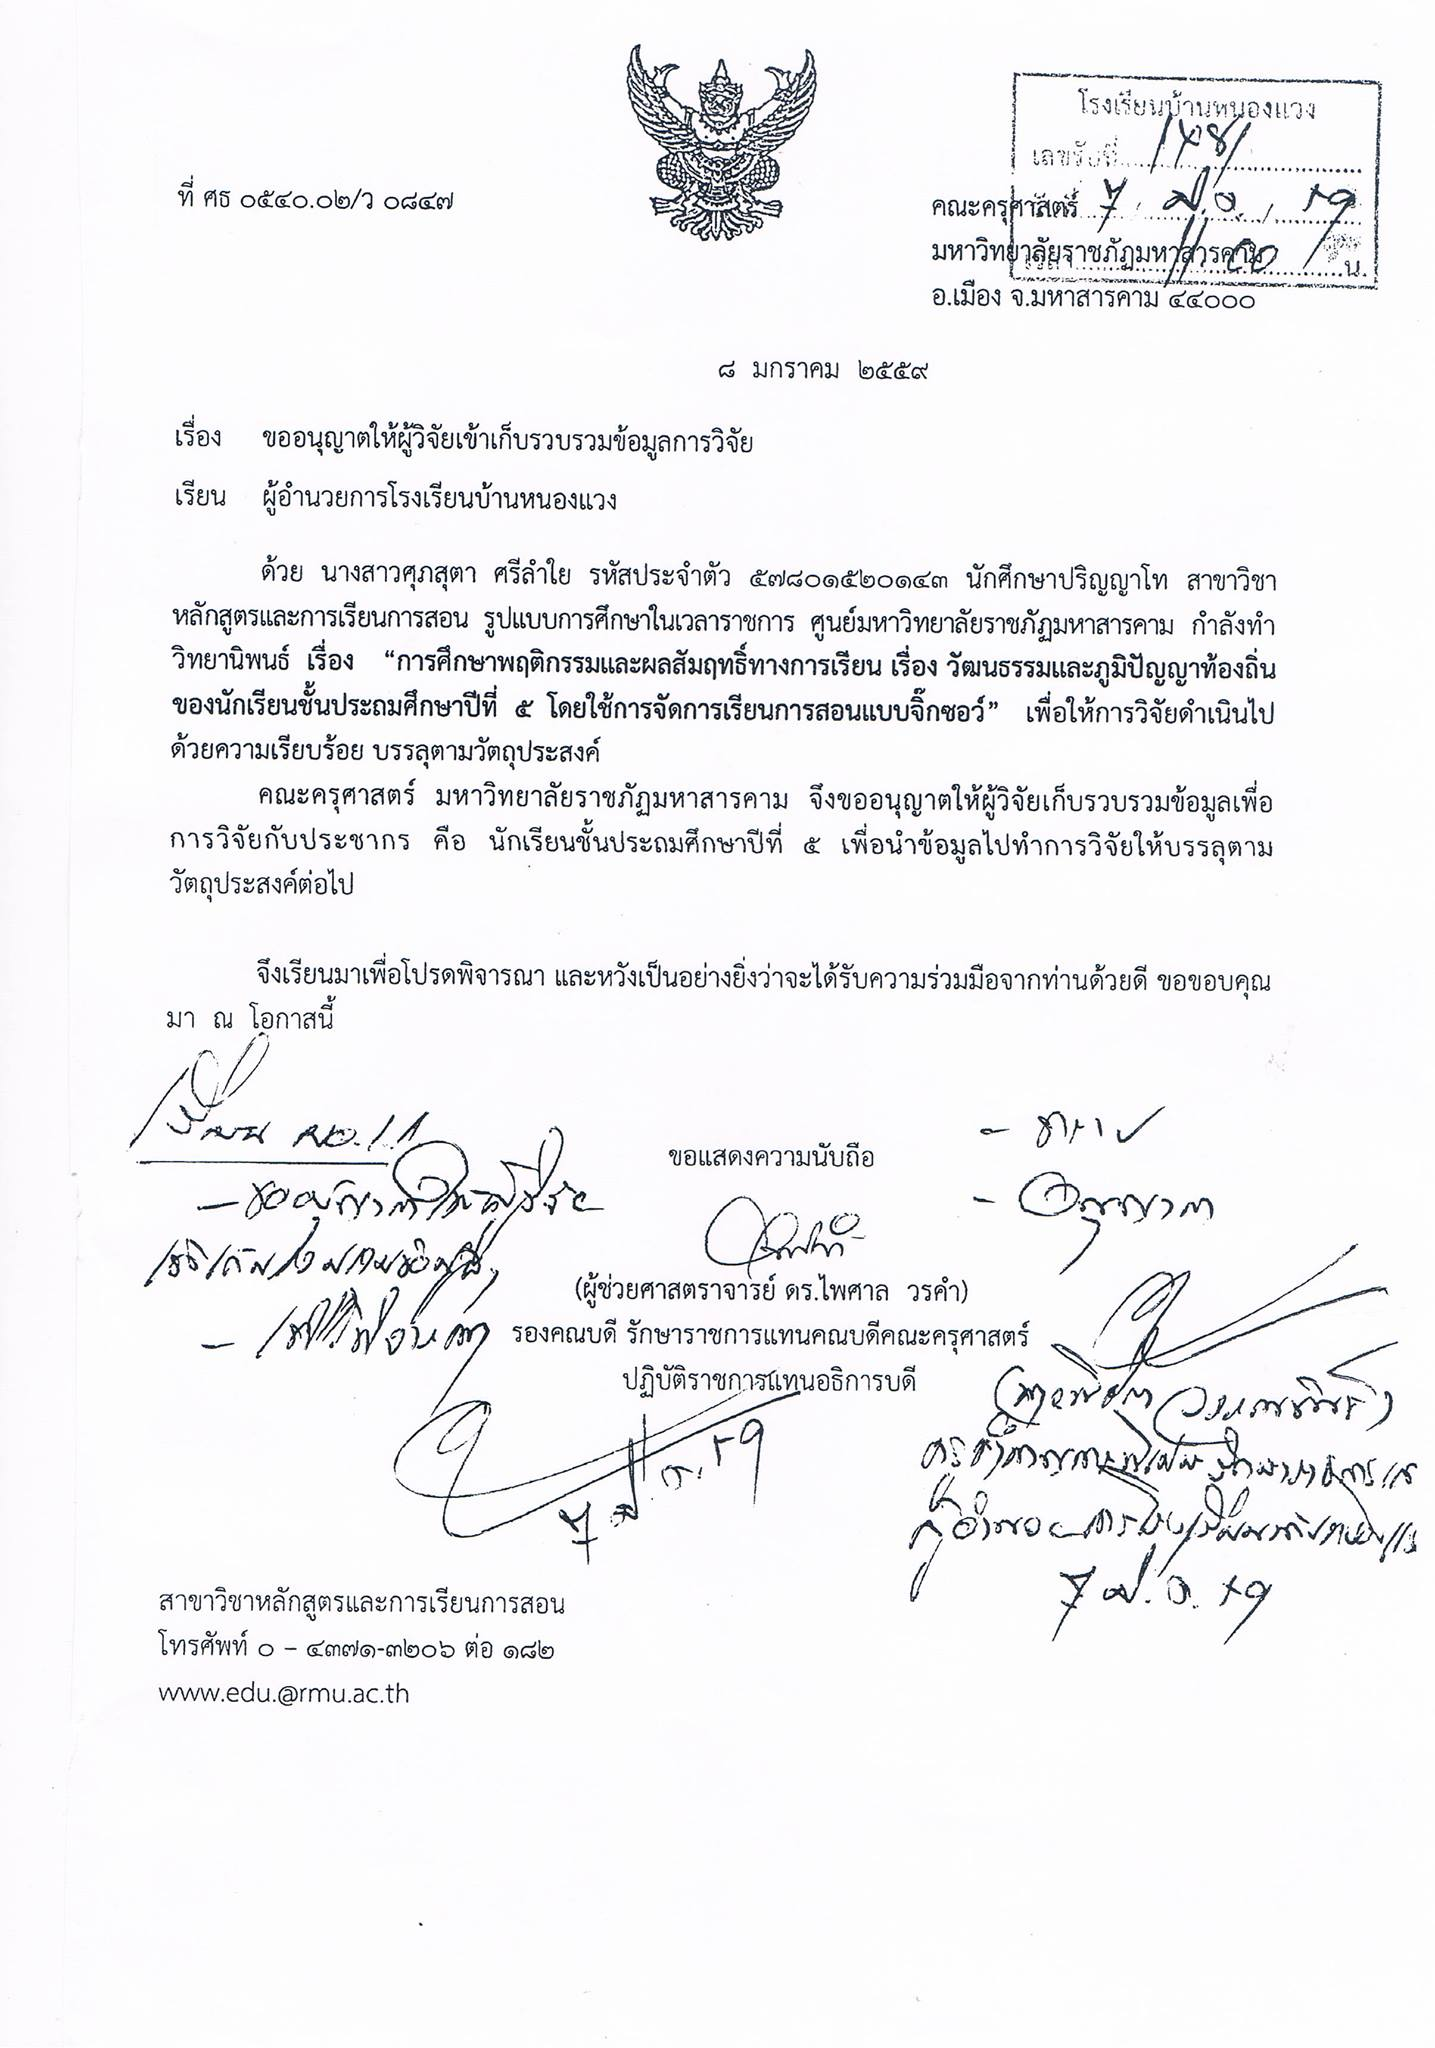 โรงเรียนบ้านหนองแวง
เลขรับที่ 1481
7 / มี.ค. / 59
11.00 น.
ที่ ศธ ๐๕๔๐.๐๒/ว ๐๘๔๗
คณะครุศาสตร์
มหาวิทยาลัยราชภัฏมหาสารคาม
อ.เมือง จ.มหาสารคาม ๔๔๐๐๐
๘ มกราคม ๒๕๕๙
เรื่อง ขออนุญาตให้ผู้วิจัยเข้าเก็บรวบรวมข้อมูลการวิจัย
เรียน ผู้อำนวยการโรงเรียนบ้านหนองแวง
ด้วย นางสาวศุภสุตา ศรีลำใย รหัสประจำตัว ๕๗๘๐๑๕๒๐๑๔๓ นักศึกษาปริญญาโท สาขาวิชา
หลักสูตรและการเรียนการสอน รูปแบบการศึกษาในเวลาราชการ ศูนย์มหาวิทยาลัยราชภัฏมหาสารคาม กำลังทำ
วิทยานิพนธ์ เรื่อง “การศึกษาพฤติกรรมและผลสัมฤทธิ์ทางการเรียน เรื่อง วัฒนธรรมและภูมิปัญญาท้องถิ่น
ของนักเรียนชั้นประถมศึกษาปีที่ ๕ โดยใช้การจัดการเรียนการสอนแบบจิ๊กซอว์” เพื่อให้การวิจัยดำเนินไป
ด้วยความเรียบร้อย บรรลุตามวัตถุประสงค์
คณะครุศาสตร์ มหาวิทยาลัยราชภัฏมหาสารคาม จึงขออนุญาตให้ผู้วิจัยเก็บรวบรวมข้อมูลเพื่อ
การวิจัยกับประชากร คือ นักเรียนชั้นประถมศึกษาปีที่ ๕ เพื่อนำข้อมูลไปทำการวิจัยให้บรรลุตาม
วัตถุประสงค์ต่อไป
จึงเรียนมาเพื่อโปรดพิจารณา และหวังเป็นอย่างยิ่งว่าจะได้รับความร่วมมือจากท่านด้วยดี ขอขอบคุณ
มา ณ โอกาสนี้
เรียน
- ขออนุญาตให้ผู้วิจัย
ขอแสดงความนับถือ
- ทราบ
- อนุญาต
(ผู้ช่วยศาสตราจารย์ ดร.ไพศาล วรคำ)
รองคณบดี รักษาราชการแทนคณบดีคณะครุศาสตร์
ปฏิบัติราชการแทนอธิการบดี
7 มี.ค. 59
7 มี.ค. 59
สาขาวิชาหลักสูตรและการเรียนการสอน
โทรศัพท์ ๐ – ๔๓๗๑-๓๒๐๖ ต่อ ๑๘๒
www.edu.@rmu.ac.th